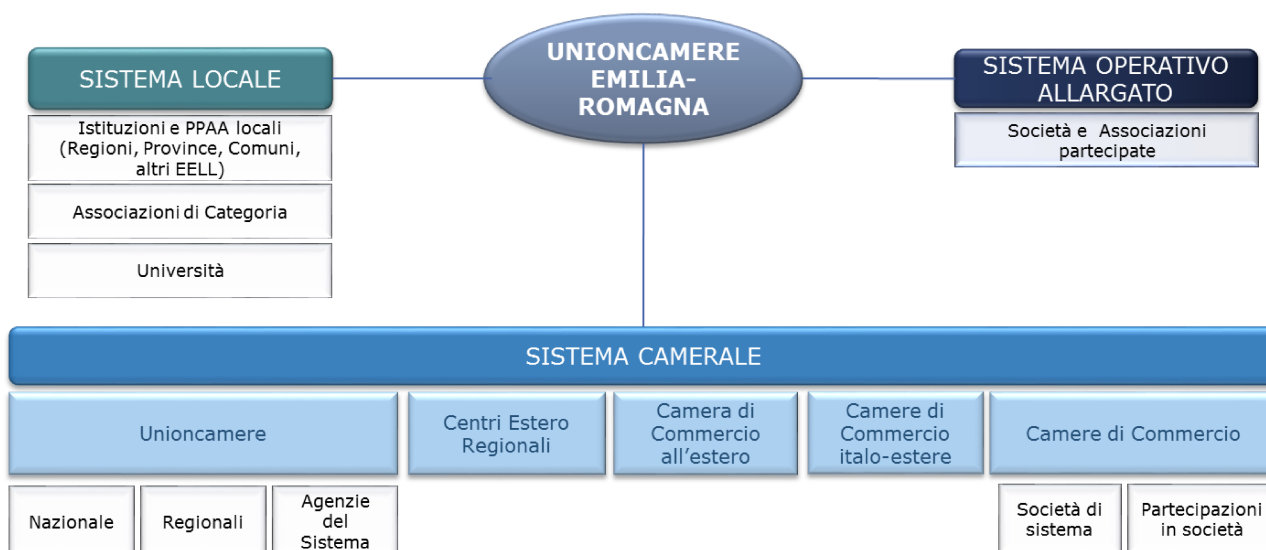 UNIONCAMERE
EMILIA-
ROMAGNA
SISTEMA LOCALE
Istituzioni e PPAA locali
(Regioni, Province, Comuni,
altri EELL)
Associazioni di Categoria
Università
SISTEMA OPERATIVO
ALLARGATO
Società e Associazioni
partecipate
SISTEMA CAMERALE
Unioncamere
Centri Estero
Regionali
Camera di
Commercio
all'estero
Camere di
Commercio
italo-estere
Camere di Commercio
Nazionale
Regionali
Agenzie
del
Sistema
Società di
sistema
Partecipazioni
in società